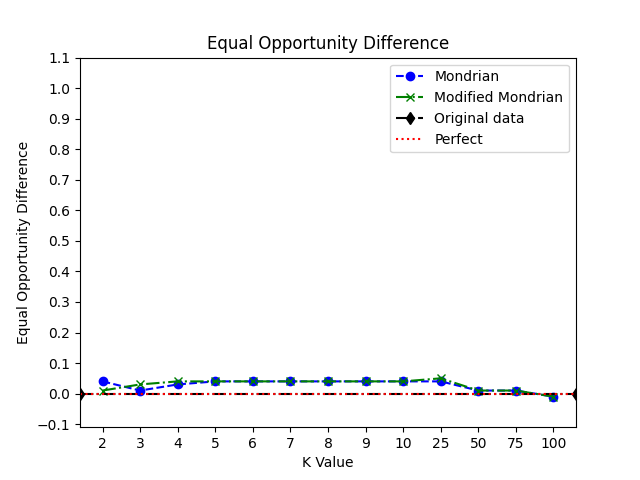 Equal Opportunity Difference
Mondrian
Modified Mondrian
Original data
Perfect
Equal Opportunity Difference
1.1
1.0
0.9
0.8
0.7
0.6
0.5
0.4
0.3
0.2
0.1
0.0
−0.1
2 3 4 5 6 7 8 9 10 25 50 75 100
K Value